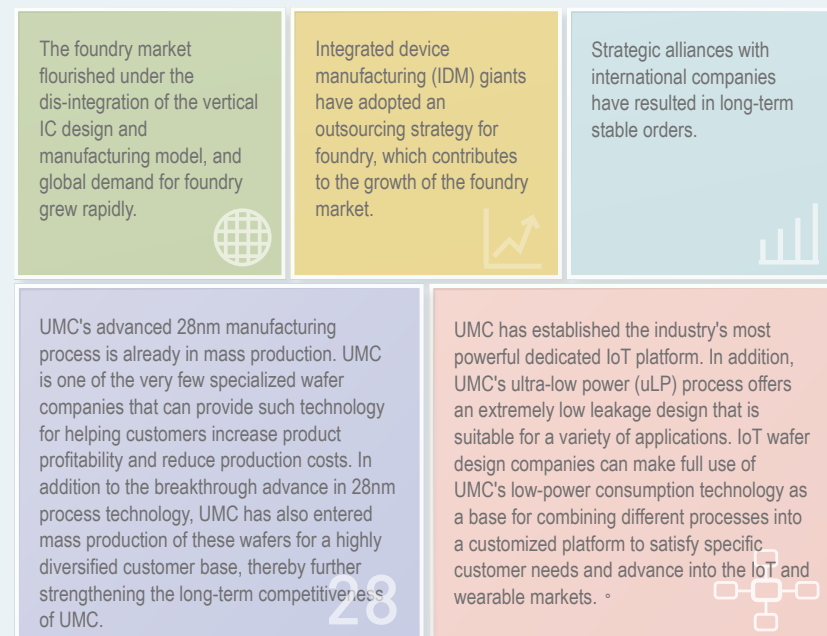 The foundry market
flourished under the
dis-integration of the vertical
IC design and
manufacturing model, and
global demand for foundry
grew rapidly.
Integrated device
manufacturing (IDM) giants
have adopted an
outsourcing strategy for
foundry, which contributes
to the growth of the foundry
market.
Strategic alliances with
international companies
have resulted in long-term
stable orders.
UMC's advanced 28nm manufacturing
process is already in mass production. UMC
is one of the very few specialized wafer
companies that can provide such technology
for helping customers increase product
profitability and reduce production costs. In
addition to the breakthrough advance in 28nm
process technology, UMC has also entered
mass production of these wafers for a highly
diversified customer base, thereby further
strengthening the long-term competitiveness
of UMC.
28
UMC has established the industry's most
powerful dedicated IoT platform. In addition,
UMC's ultra-low power (uLP) process offers
an extremely low leakage design that is
suitable for a variety of applications. IoT wafer
design companies can make full use of
UMC's low-power consumption technology as
a base for combining different processes into
a customized platform to satisfy specific
customer needs and advance into the IoT and
wearable markets. 。